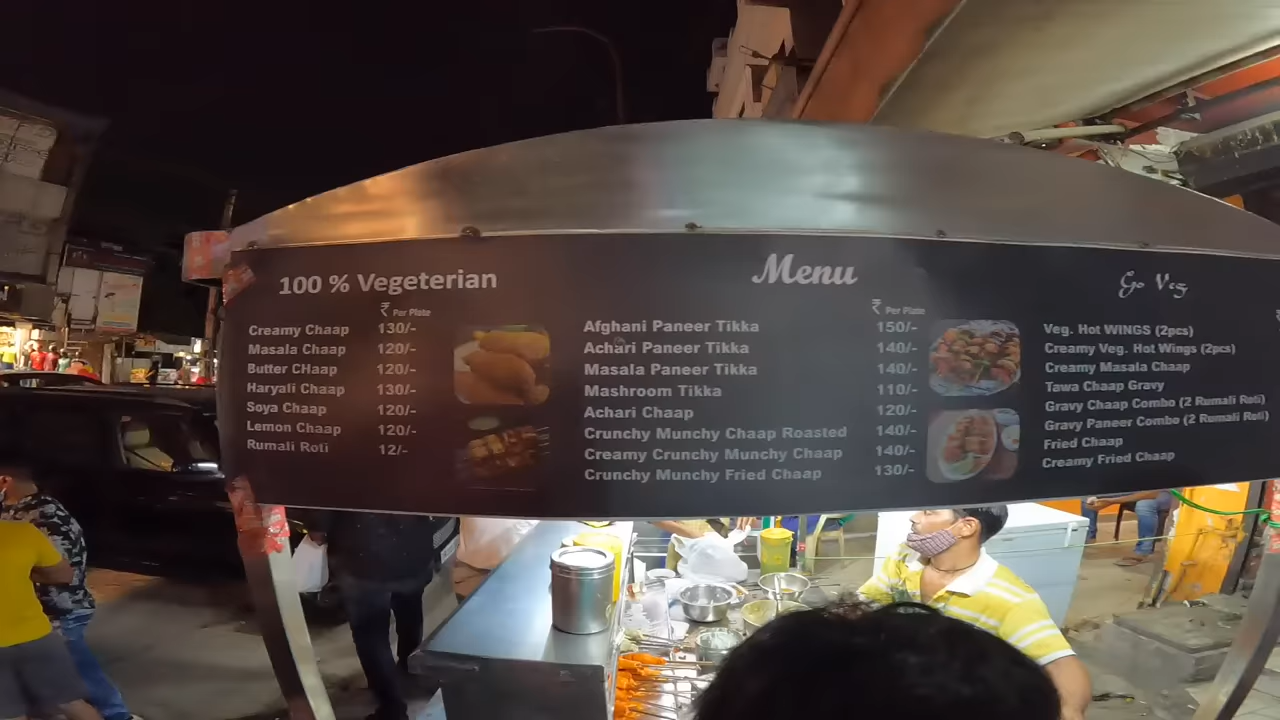 100 % Vegeterian
₹ Per Plate
Creamy Chaap 130/-
Masala CHaap 120/-
Butter CHaap 120/-
Haryali Chaap 130/-
Soya Chaap 120/-
Lemon Chaap 120/-
Rumali Roti 12/-
Menu
₹ Per Plate
Afghani Paneer Tikka 150/-
Achari Paneer Tikka 140/-
Masala Paneer Tikka 140/-
Mashroom Tikka 110/-
Achari Chaap 120/-
Crunchy Munchy Chaap Roasted 140/-
Creamy Crunchy Munchy Chaap 140/-
Crunchy Munchy Fried Chaap 130/-
Go Veg
Veg. Hot WINGS (2pcs)
Creamy Veg. Hot Wings (2pcs)
Creamy Masala Chaap
Tawa Chaap Gravy
Gravy Chaap Combo (2 Rumali Roti)
Gravy Paneer Combo (2 Rumali Roti)
Fried Chaap
Creamy Fried Chaap